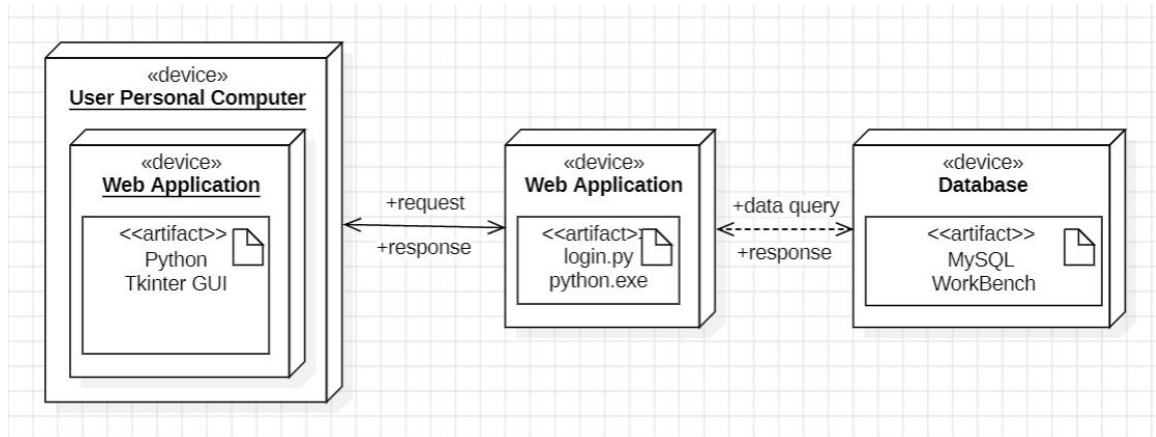 «device»
User Personal Computer
«device»
Web Application
<<artifact>>
Python
Tkinter GUI
+request
+response
«device»
Web Application
<<artifact>>
login.py
python.exe
+data query
+response
«device»
Database
<<artifact>>
MySQL
WorkBench